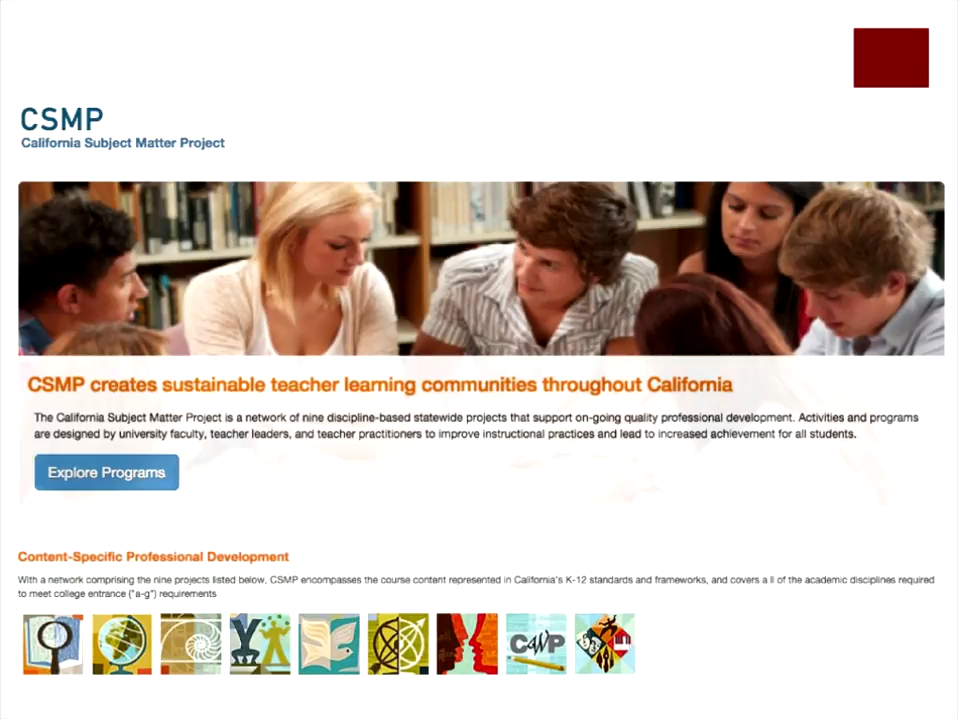 CSMP
California Subject Matter Project
CSMP creates sustainable teacher learning communities throughout California
The California Subject Matter Project is a network of nine discipline-based statewide projects that support on-going quality professional development. Activities and programs
are designed by university faculty, teacher leaders, and teacher practitioners to improve instructional practices and lead to increased achievement for all students.
Explore Programs
Content-Specific Professional Development
With a network comprising the nine projects listed below, CSMP encompasses the course content represented in California's K-12 standards and frameworks, and covers a ll of the academic disciplines required
to meet college entrance ("a-g") requirements
CWP